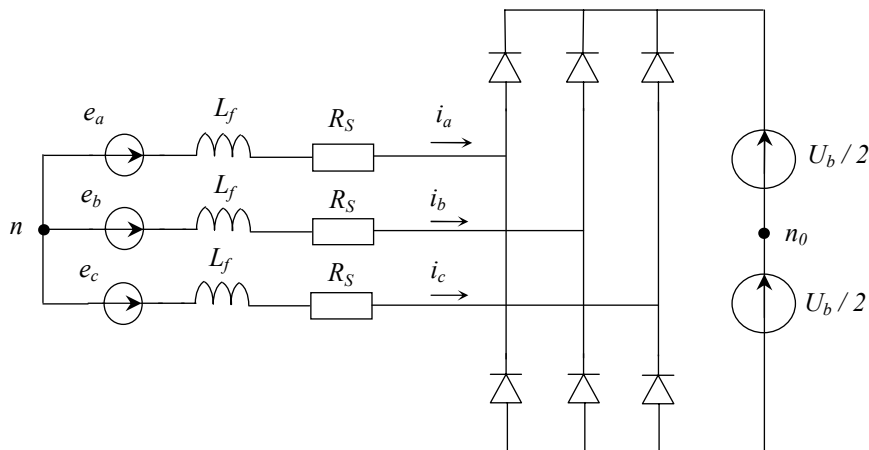 e_a
L_f
R_S
i_a
U_b / 2
L_f
R_S
i_b
e_b
n
n_0
L_f
R_S
i_c
e_c
U_b / 2